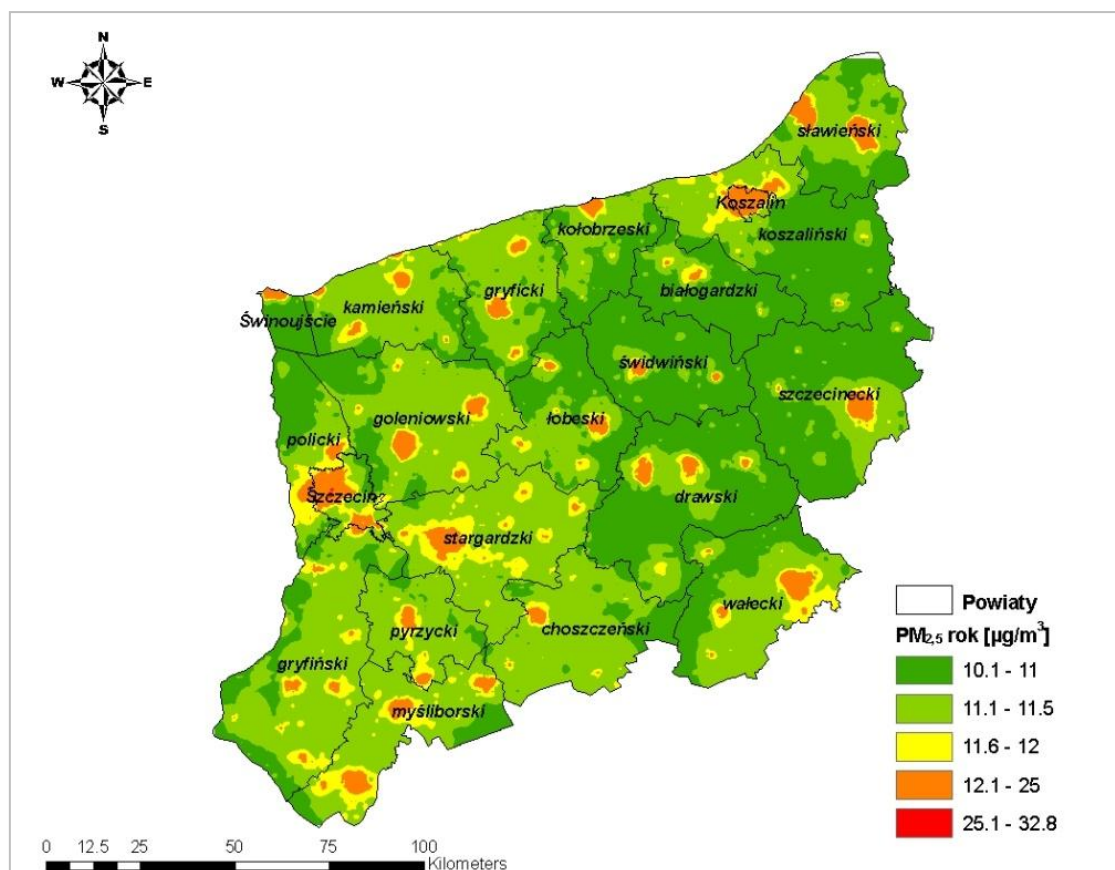 N
W E
S
sławieński
Koszalin
kołobrzeski
koszaliński
białogardzki
gryficki
kamieński
Świnoujście
świdwiński
szczecinecki
goleniowski
łobeski
policki
Szczecin
drawski
stargardzki
wałecki
choszczeński
pyrzycki
gryfiński
myśliborski
Powiaty
PM2,5 rok [µg/m³]
10.1 - 11
11.1 - 11.5
11.6 - 12
12.1 - 25
25.1 - 32.8
0 12.5 25 50 75 100
Kilometers